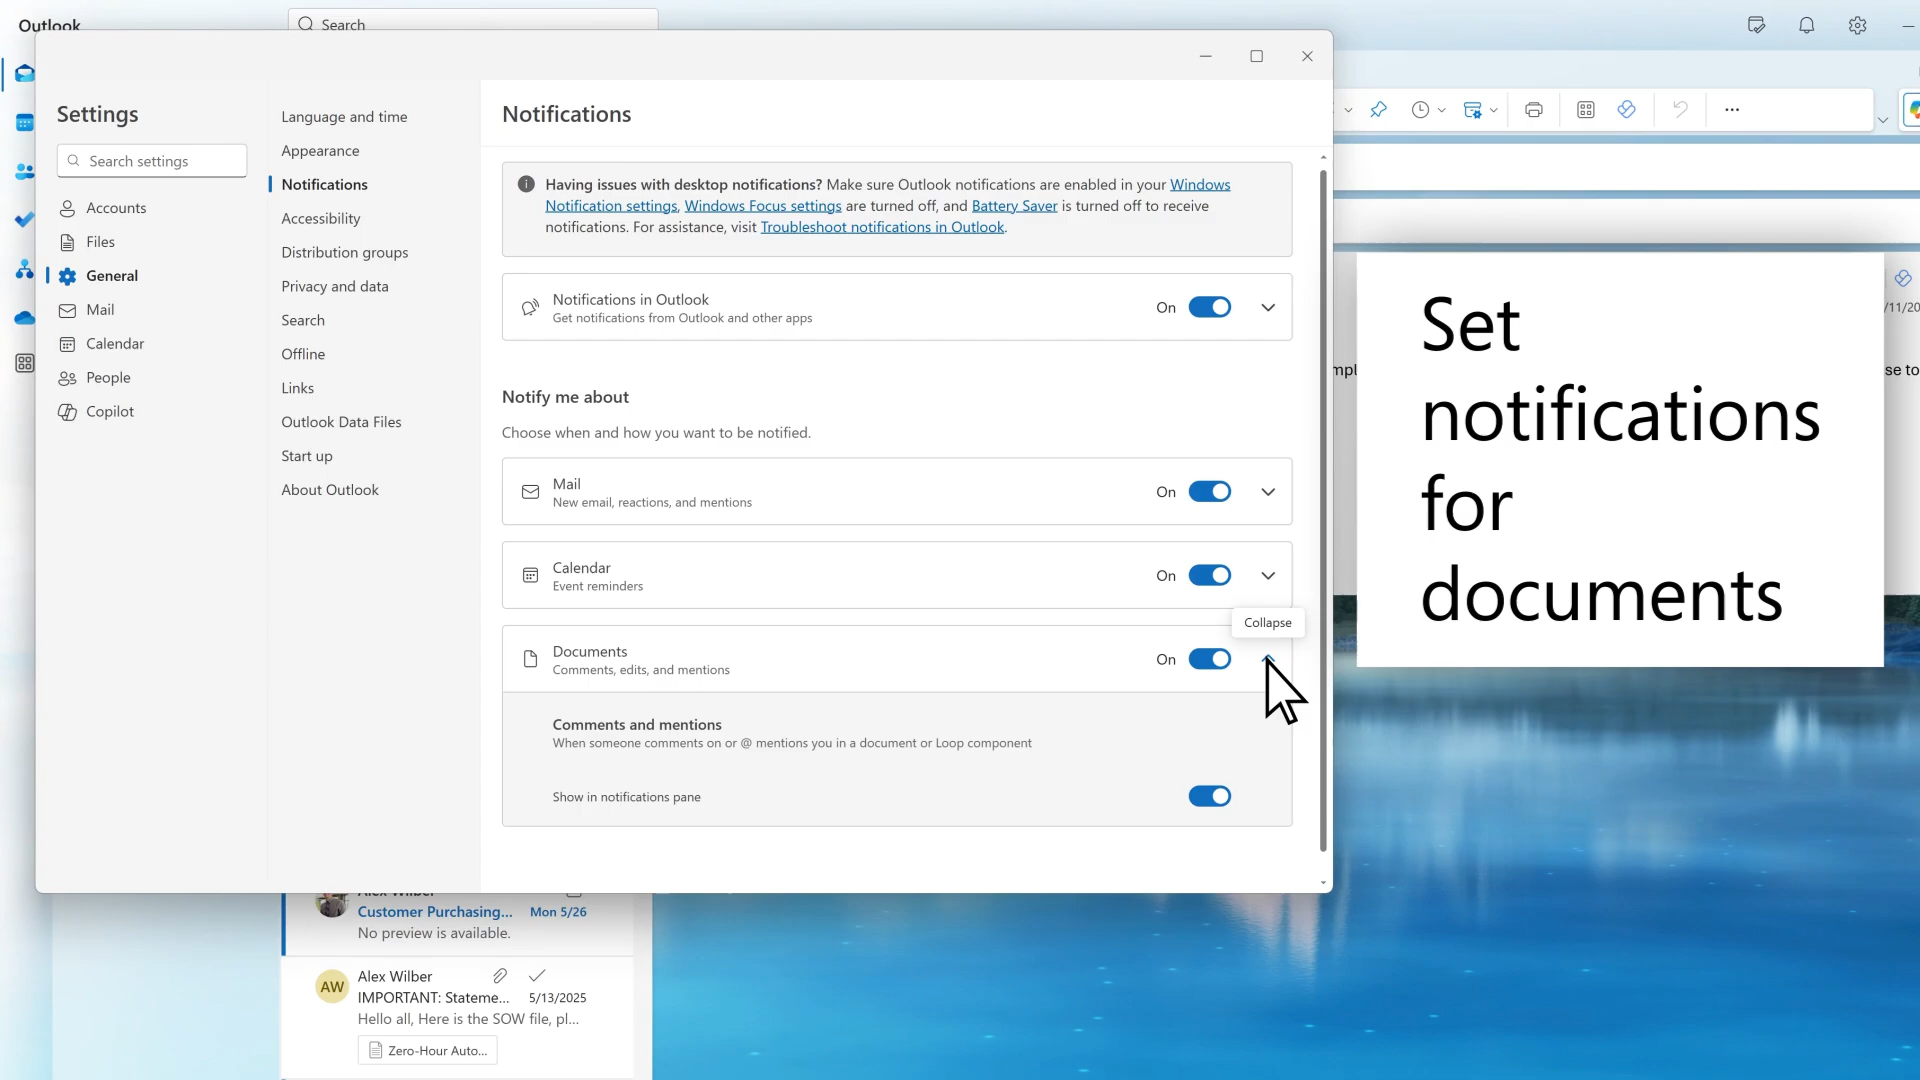 Outlook
Search
Settings
Search settings
Accounts
Files
General
Mail
Calendar
People
Copilot
Language and time
Appearance
Notifications
Accessibility
Distribution groups
Privacy and data
Search
Offline
Links
Outlook Data Files
Start up
About Outlook
Notifications
Having issues with desktop notifications? Make sure Outlook notifications are enabled in your Windows
Notification settings, Windows Focus settings are turned off, and Battery Saver is turned off to receive
notifications. For assistance, visit Troubleshoot notifications in Outlook.
Notifications in Outlook
Get notifications from Outlook and other apps
On
Notify me about
Choose when and how you want to be notified.
Mail
New email, reactions, and mentions
On
Calendar
Event reminders
On
Collapse
Documents
Comments, edits, and mentions
On
Comments and mentions
When someone comments on or @ mentions you in a document or Loop component
Show in notifications pane
Set
notifications
for
documents
/11/20
mpl
se to
Alex Wilber
Customer Purchasing... Mon 5/26
No preview is available.
AW
Alex Wilber
IMPORTANT: Stateme... 5/13/2025
Hello all, Here is the SOW file, pl...
Zero-Hour Auto...